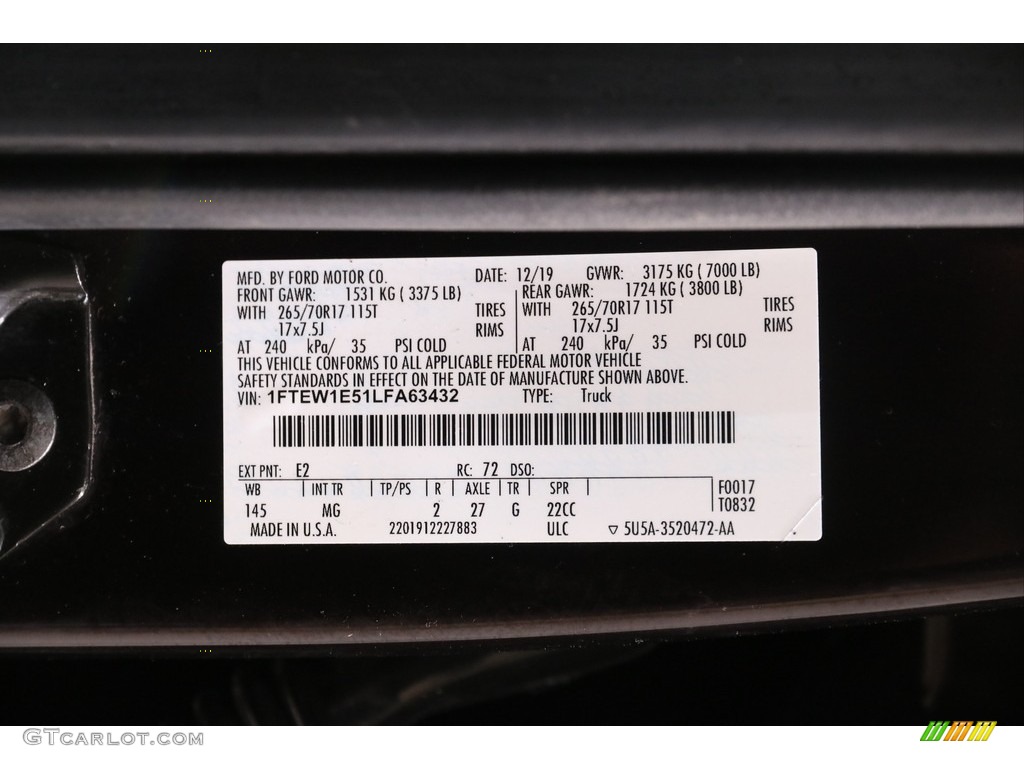 MFD. BY FORD MOTOR CO. DATE: 12/19 GVWR: 3175 KG ( 7000 LB)
FRONT GAWR: 1531 KG ( 3375 LB) REAR GAWR: 1724 KG ( 3800 LB)
WITH 265/70R17 115T TIRES WITH 265/70R17 115T TIRES
17x7.5J RIMS 17x7.5J RIMS
AT 240 kPa/ 35 PSI COLD AT 240 kPa/ 35 PSI COLD
THIS VEHICLE CONFORMS TO ALL APPLICABLE FEDERAL MOTOR VEHICLE
SAFETY STANDARDS IN EFFECT ON THE DATE OF MANUFACTURE SHOWN ABOVE.
VIN: 1FTEW1E51LFA63432 TYPE: Truck
EXT PNT: E2 RC: 72 DSO:
WB INT TR TP/PS R AXLE TR SPR F0017
145 MG 2 27 G 22CC T0832
MADE IN U.S.A. 2201912227883 ULC 5U5A-3520472-AA
GTCarlot.com